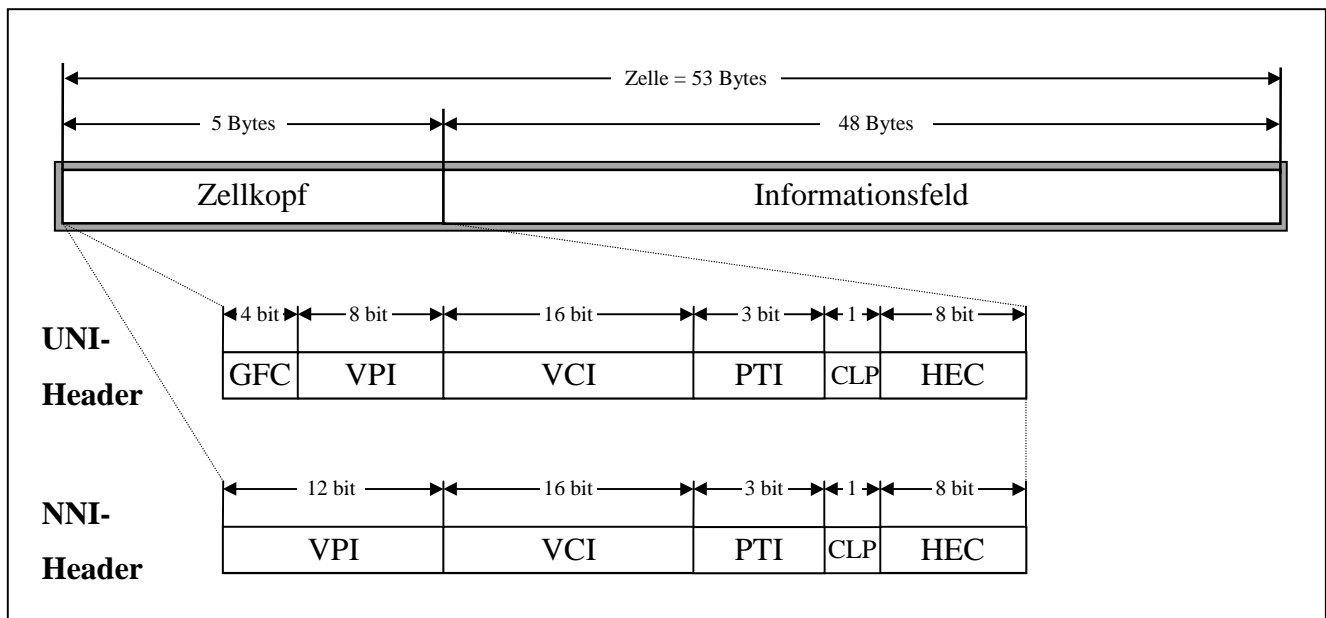 Zelle = 53 Bytes
5 Bytes 48 Bytes
Zellkopf Informationsfeld
4 bit 8 bit 16 bit 3 bit 1 8 bit
UNI-
Header
GFC VPI VCI PTI CLP HEC
12 bit 16 bit 3 bit 1 8 bit
NNI-
Header
VPI VCI PTI CLP HEC